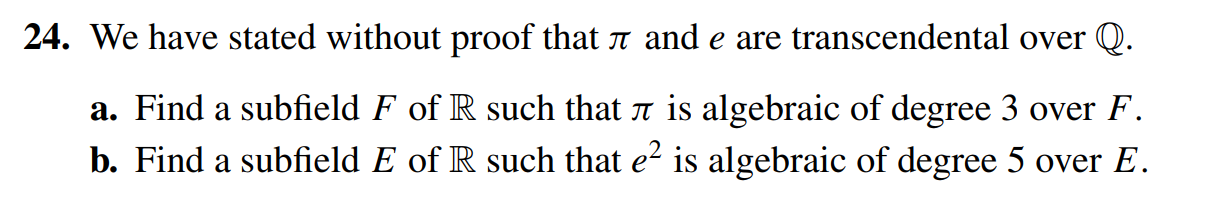 24. We have stated without proof that π and e are transcendental over ℚ.
a. Find a subfield F of ℝ such that π is algebraic of degree 3 over F.
b. Find a subfield E of ℝ such that e² is algebraic of degree 5 over E.